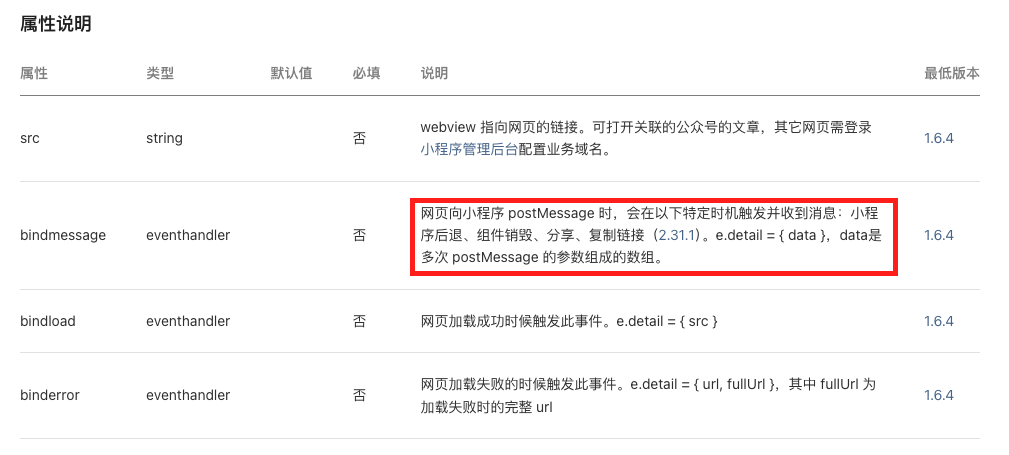 属性说明
属性 类型 默认值 必填 说明 最低版本
src string 否 webview 指向网页的链接。可打开关联的公众号的文章，其它网页需登录
小程序管理后台配置业务域名。 1.6.4
bindmessage eventhandler 否 网页向小程序 postMessage 时，会在以下特定时机触发并收到消息：小程
序后退、组件销毁、分享、复制链接（2.31.1）。e.detail = { data }，data是
多次 postMessage 的参数组成的数组。 1.6.4
bindload eventhandler 否 网页加载成功时候触发此事件。e.detail = { src } 1.6.4
binderror eventhandler 否 网页加载失败的时候触发此事件。e.detail = { url, fullUrl }，其中 fullUrl 为
加载失败时的完整 url 1.6.4